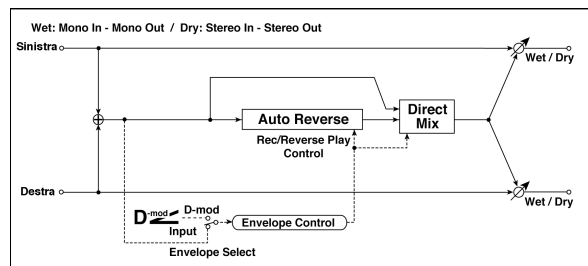 Wet: Mono In - Mono Out / Dry: Stereo In - Stereo Out
Sinistra
Wet / Dry
Auto Reverse
Direct
Mix
Rec/Reverse Play
Control
Destra
Wet / Dry
D-mod
D-mod
Input
Envelope Control
Envelope Select